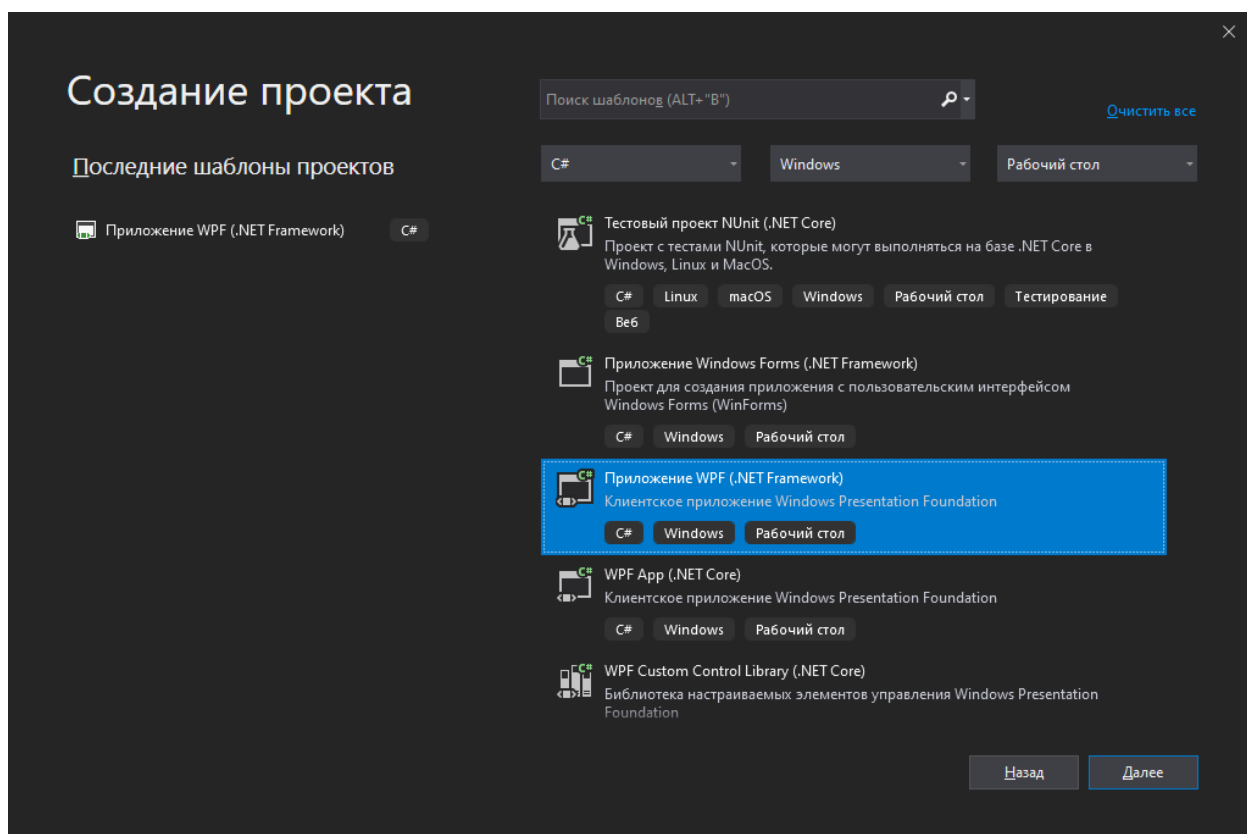 Создание проекта
Поиск шаблонов (ALT+"B")
Очистить все
Последние шаблоны проектов
C#
Windows
Рабочий стол
Приложение WPF (.NET Framework)
C#
Тестовый проект NUnit (.NET Core)
Проект с тестами NUnit, которые могут выполняться на базе .NET Core в
Windows, Linux и MacOS.
C# Linux macOS Windows Рабочий стол Тестирование
Веб
Приложение Windows Forms (.NET Framework)
Проект для создания приложения с пользовательским интерфейсом
Windows Forms (WinForms)
C# Windows Рабочий стол
C#
Приложение WPF (.NET Framework)
Клиентское приложение Windows Presentation Foundation
C# Windows Рабочий стол
C#
WPF App (.NET Core)
Клиентское приложение Windows Presentation Foundation
C# Windows Рабочий стол
C#
WPF Custom Control Library (.NET Core)
Библиотека настраиваемых элементов управления Windows Presentation
Foundation
Назад
Далее